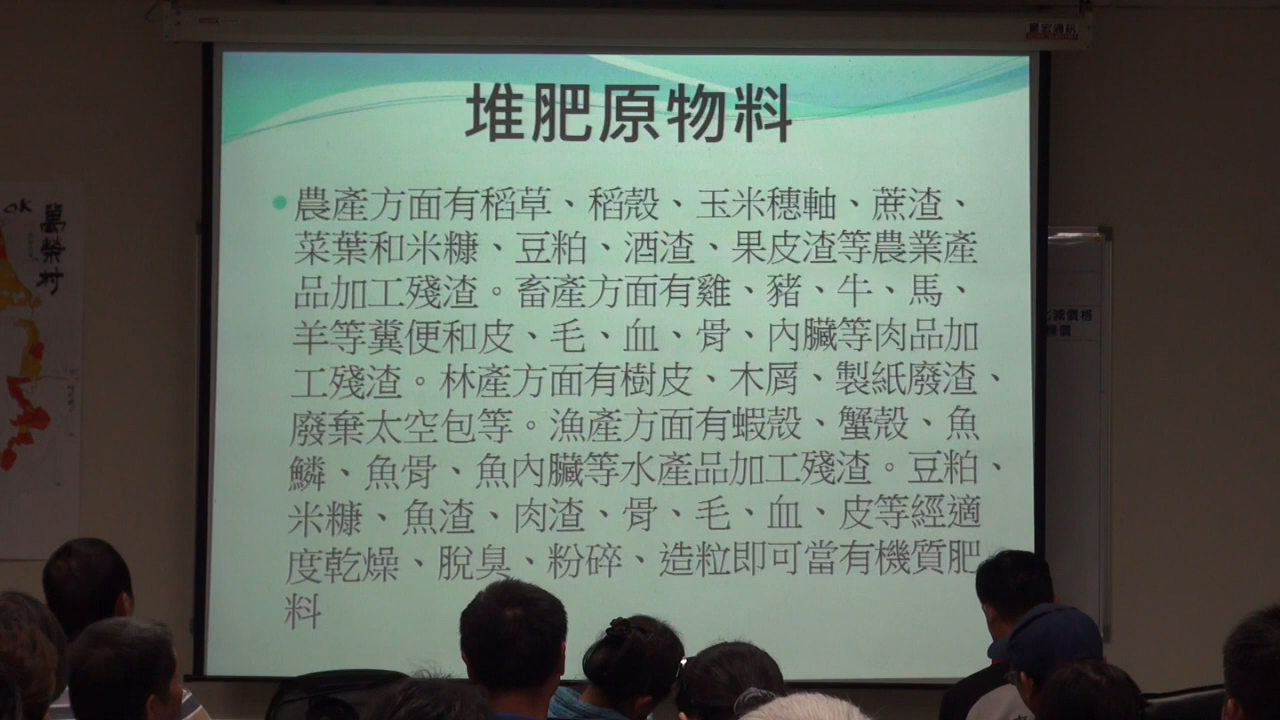 堆肥原物料
農產方面有稻草、稻殼、玉米穗軸、蔗渣、
菜葉和米糠、豆粕、酒渣、果皮渣等農業產
品加工殘渣。畜產方面有雞、豬、牛、馬、
羊等糞便和皮、毛、血、骨、內臟等肉品加
工殘渣。林產方面有樹皮、木屑、製紙廢渣、
廢棄太空包等。漁產方面有蝦殼、蟹殼、魚
鱗、魚骨、魚內臟等水產品加工殘渣。豆粕、
米糠、魚渣、肉渣、骨、毛、血、皮等經適
度乾燥、脫臭、粉碎、造粒即可當有機質肥
料
ok
萬榮村
減價格